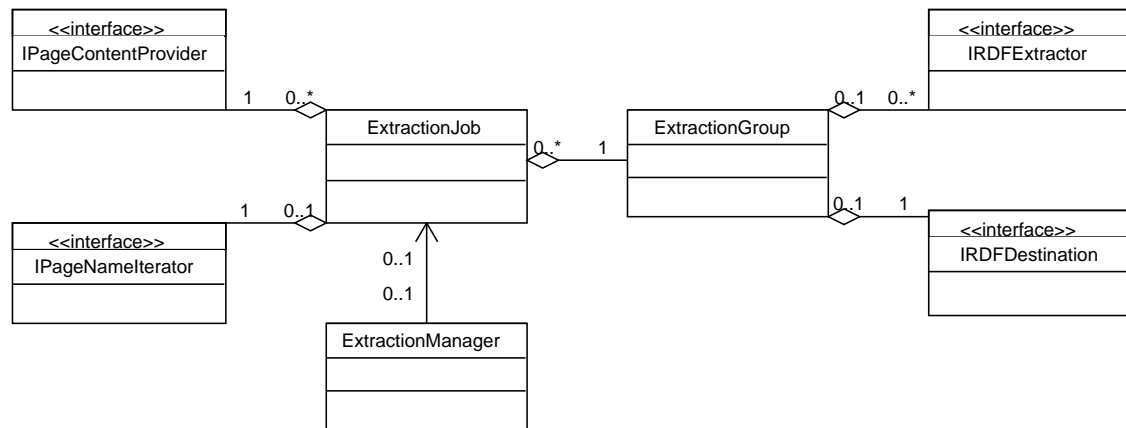 <<interface>>
IPageContentProvider
<<interface>>
IRDFExtractor
1 0..*
0..1 0..*
ExtractionJob
ExtractionGroup
0..* 1
1 0..1
0..1 1
<<interface>>
IPageNameIterator
<<interface>>
IRDFDestination
0..1
0..1
ExtractionManager